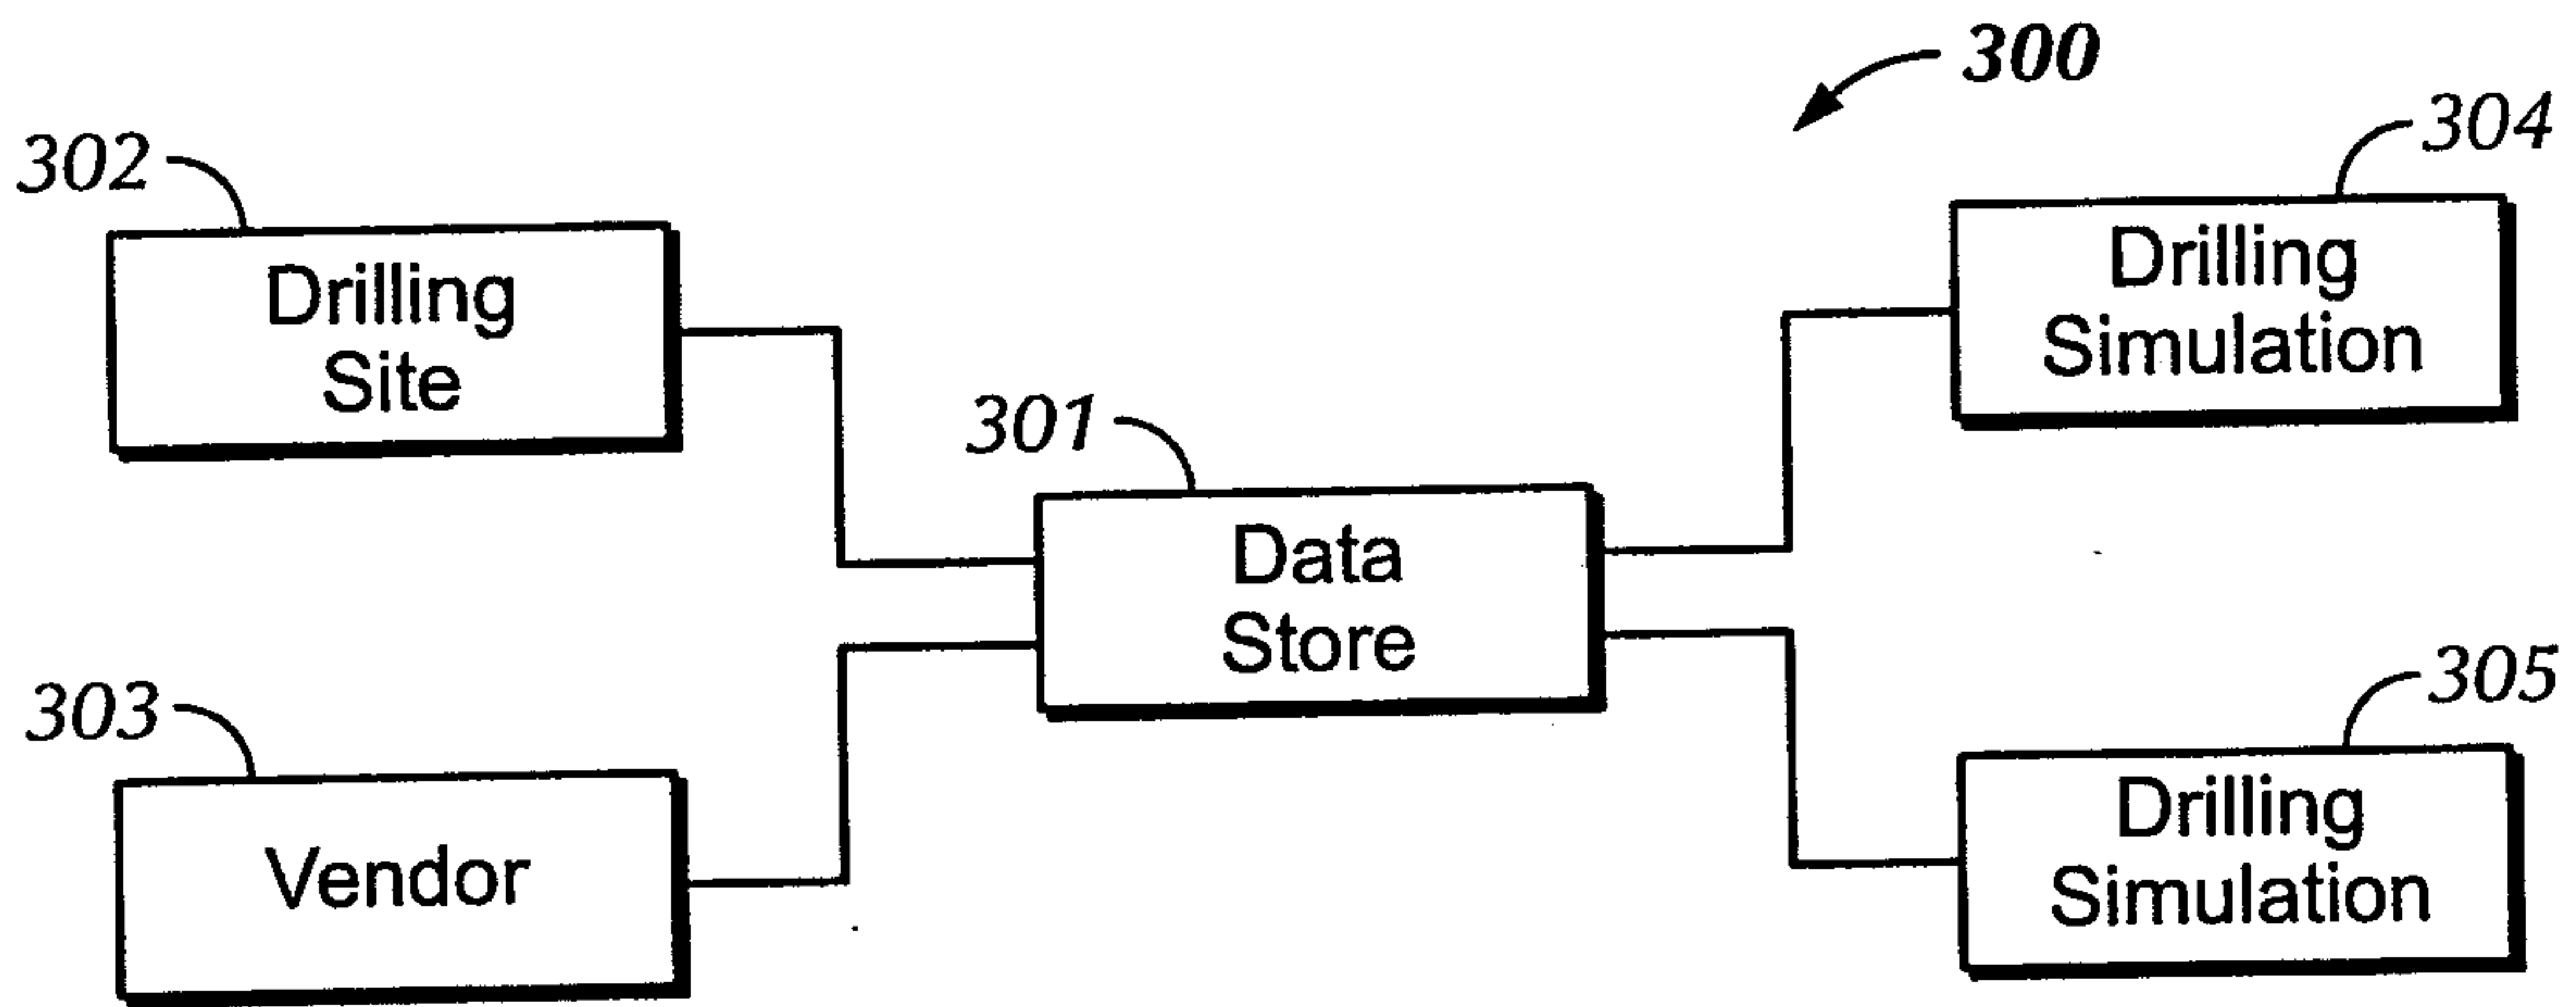 300
302
304
Drilling
Site
Drilling
Simulation
301
Data
Store
303
305
Vendor
Drilling
Simulation